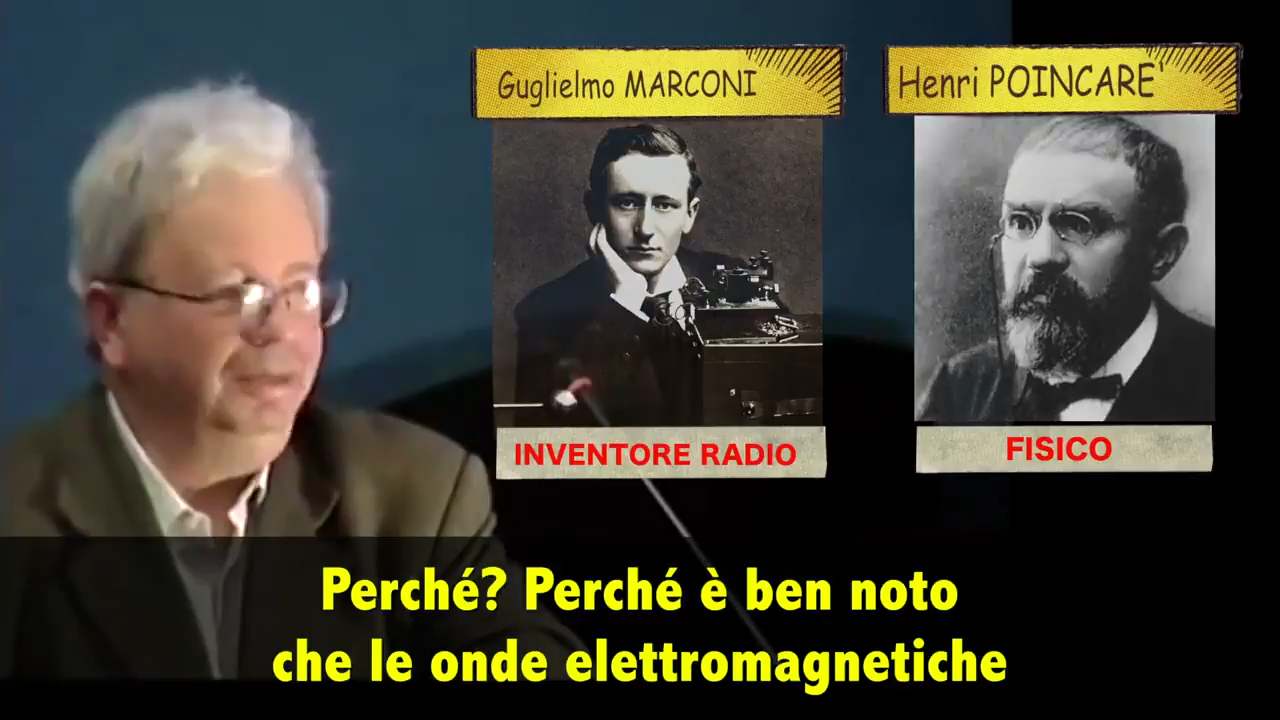 Guglielmo MARCONI
Henri POINCARE'
INVENTORE RADIO
FISICO
Perché? Perché è ben noto
che le onde elettromagnetiche